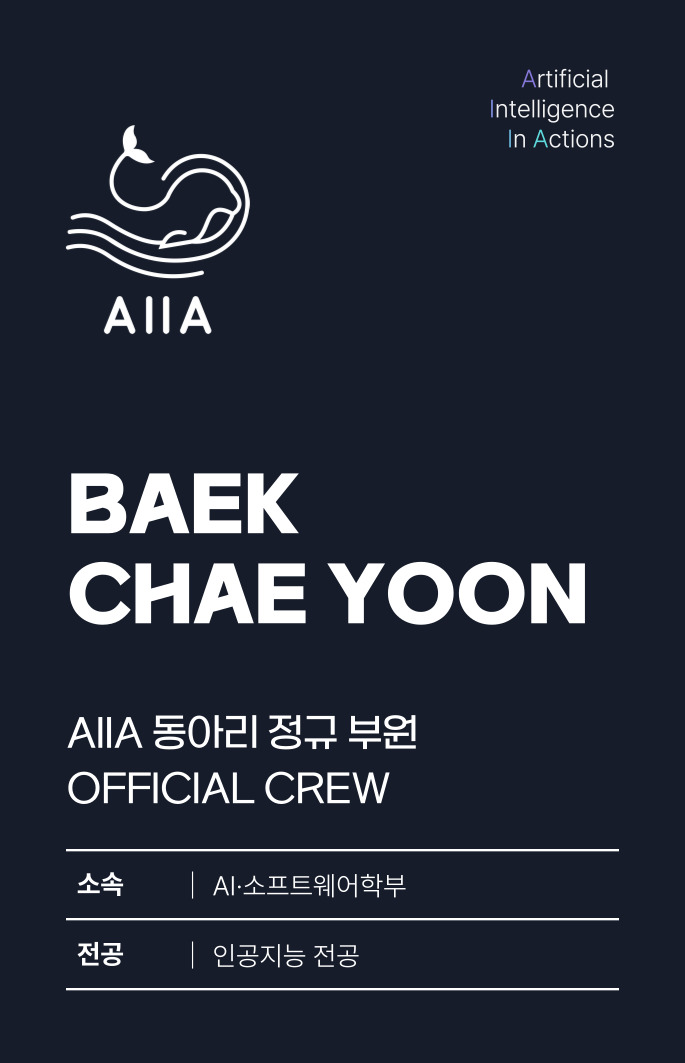 Artificial
Intelligence
In Actions
AIIA
BAEK
CHAE YOON
AIIA 동아리 정규 부원
OFFICIAL CREW
소속 | AI·소프트웨어학부
전공 | 인공지능 전공